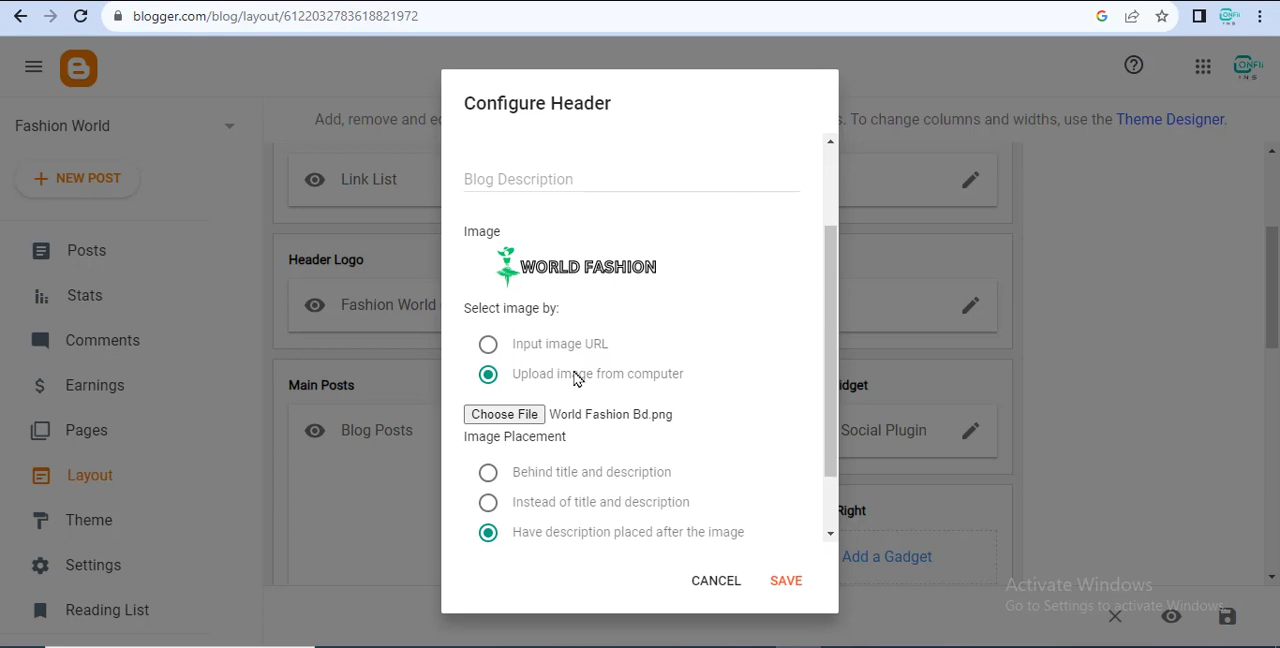 blogger.com/blog/layout/6122032783618821972
Fashion World
NEW POST
Posts
Stats
Comments
Earnings
Pages
Layout
Theme
Settings
Reading List
Add, remove and
. To change columns and widths, use the Theme Designer.
Link List
Header Logo
Fashion World
Main Posts
Blog Posts
Configure Header
Blog Description
Image
WORLD FASHION
Select image by:
Input image URL
Upload image from computer
Choose File World Fashion Bd.png
Image Placement
Behind title and description
Instead of title and description
Have description placed after the image
CANCEL
SAVE
idget
Social Plugin
Right
Add a Gadget
Activate Windows
Go to Settings to activate Windows.